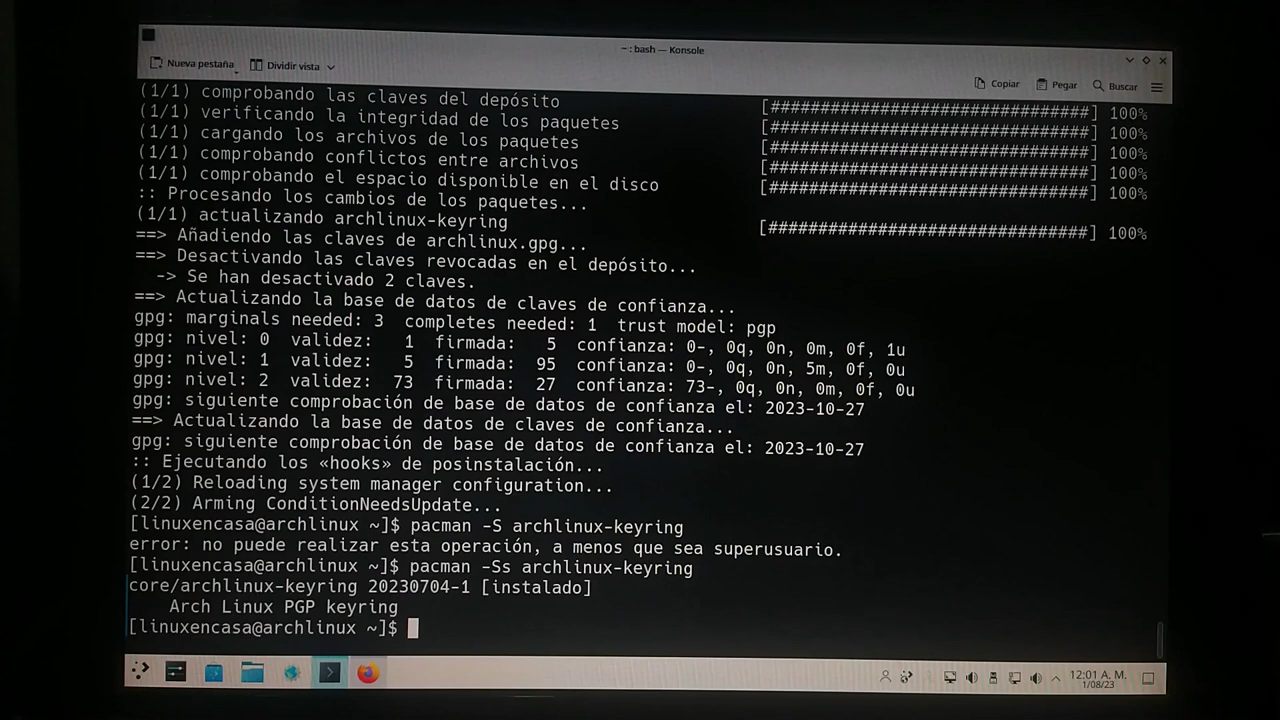 ~ : bash — Konsole
Nueva pestaña Dividir vista
Copiar Pegar Buscar
(1/1) comprobando las claves del depósito [################################] 100%
(1/1) verificando la integridad de los paquetes [################################] 100%
(1/1) cargando los archivos de los paquetes [################################] 100%
(1/1) comprobando conflictos entre archivos [################################] 100%
(1/1) comprobando el espacio disponible en el disco [################################] 100%
:: Procesando los cambios de los paquetes...
(1/1) actualizando archlinux-keyring [################################] 100%
==> Añadiendo las claves de archlinux.gpg...
==> Desactivando las claves revocadas en el depósito...
-> Se han desactivado 2 claves.
==> Actualizando la base de datos de claves de confianza...
gpg: marginals needed: 3 completes needed: 1 trust model: pgp
gpg: nivel: 0 validez: 1 firmada: 5 confianza: 0-, 0q, 0n, 0m, 0f, 1u
gpg: nivel: 1 validez: 5 firmada: 95 confianza: 0-, 0q, 0n, 5m, 0f, 0u
gpg: nivel: 2 validez: 73 firmada: 27 confianza: 73-, 0q, 0n, 0m, 0f, 0u
gpg: siguiente comprobación de base de datos de confianza el: 2023-10-27
==> Actualizando la base de datos de claves de confianza...
gpg: siguiente comprobación de base de datos de confianza el: 2023-10-27
:: Ejecutando los «hooks» de posinstalación...
(1/2) Reloading system manager configuration...
(2/2) Arming ConditionNeedsUpdate...
[linuxencasa@archlinux ~]$ pacman -S archlinux-keyring
error: no puede realizar esta operación, a menos que sea superusuario.
[linuxencasa@archlinux ~]$ pacman -Ss archlinux-keyring
core/archlinux-keyring 20230704-1 [instalado]
Arch Linux PGP keyring
[linuxencasa@archlinux ~]$
12:01 A. M.
1/08/23